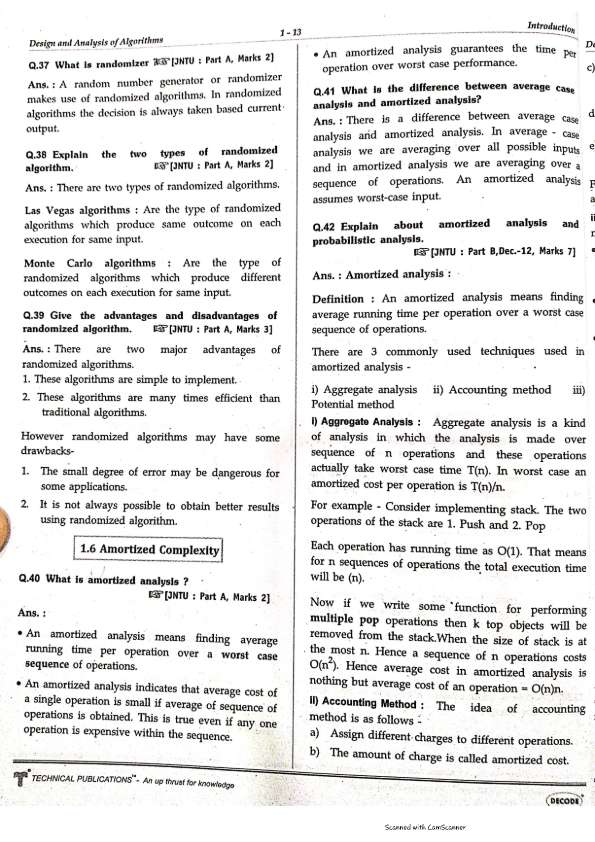 Design and Analysis of Algorithms
1 - 13
Introduction
Q.37 What is randomizer ☞[JNTU : Part A, Marks 2]
Ans. : A random number generator or randomizer
makes use of randomized algorithms. In randomized
algorithms the decision is always taken based current
output.
Q.38 Explain the two types of randomized
algorithm. ☞[JNTU : Part A, Marks 2]
Ans. : There are two types of randomized algorithms.
Las Vegas algorithms : Are the type of randomized
algorithms which produce same outcome on each
execution for same input.
Monte Carlo algorithms : Are the type of
randomized algorithms which produce different
outcomes on each execution for same input.
Q.39 Give the advantages and disadvantages of
randomized algorithm. ☞[JNTU : Part A, Marks 3]
Ans. : There are two major advantages of
randomized algorithms.
1. These algorithms are simple to implement.
2. These algorithms are many times efficient than
traditional algorithms.
However randomized algorithms may have some
drawbacks-
1. The small degree of error may be dangerous for
some applications.
2. It is not always possible to obtain better results
using randomized algorithm.
1.6 Amortized Complexity
Q.40 What is amortized analysis ?
☞[JNTU : Part A, Marks 2]
Ans. :
• An amortized analysis means finding average
running time per operation over a worst case
sequence of operations.
• An amortized analysis indicates that average cost of
a single operation is small if average of sequence of
operations is obtained. This is true even if any one
operation is expensive within the sequence.
• An amortized analysis guarantees the time per
operation over worst case performance.
Q.41 What is the difference between average case
analysis and amortized analysis?
Ans. : There is a difference between average case
analysis and amortized analysis. In average - case
analysis we are averaging over all possible inputs
and in amortized analysis we are averaging over a
sequence of operations. An amortized analysis
assumes worst-case input.
Q.42 Explain about amortized analysis and
probabilistic analysis.
☞[JNTU : Part B,Dec.-12, Marks 7]
Ans. : Amortized analysis :
Definition : An amortized analysis means finding
average running time per operation over a worst case
sequence of operations.
There are 3 commonly used techniques used in
amortized analysis -
i) Aggregate analysis ii) Accounting method iii)
Potential method
I) Aggregate Analysis : Aggregate analysis is a kind
of analysis in which the analysis is made over
sequence of n operations and these operations
actually take worst case time T(n). In worst case an
amortized cost per operation is T(n)/n.
For example - Consider implementing stack. The two
operations of the stack are 1. Push and 2. Pop
Each operation has running time as O(1). That means
for n sequences of operations the total execution time
will be (n).
Now if we write some function for performing
multiple pop operations then k top objects will be
removed from the stack.When the size of stack is at
the most n. Hence a sequence of n operations costs
O(n²). Hence average cost in amortized analysis is
nothing but average cost of an operation = O(n)n.
II) Accounting Method : The idea of accounting
method is as follows -
a) Assign different charges to different operations.
b) The amount of charge is called amortized cost.
TECHNICAL PUBLICATIONS™ - An up thrust for knowledge
DECODE
Scanned with CamScanner